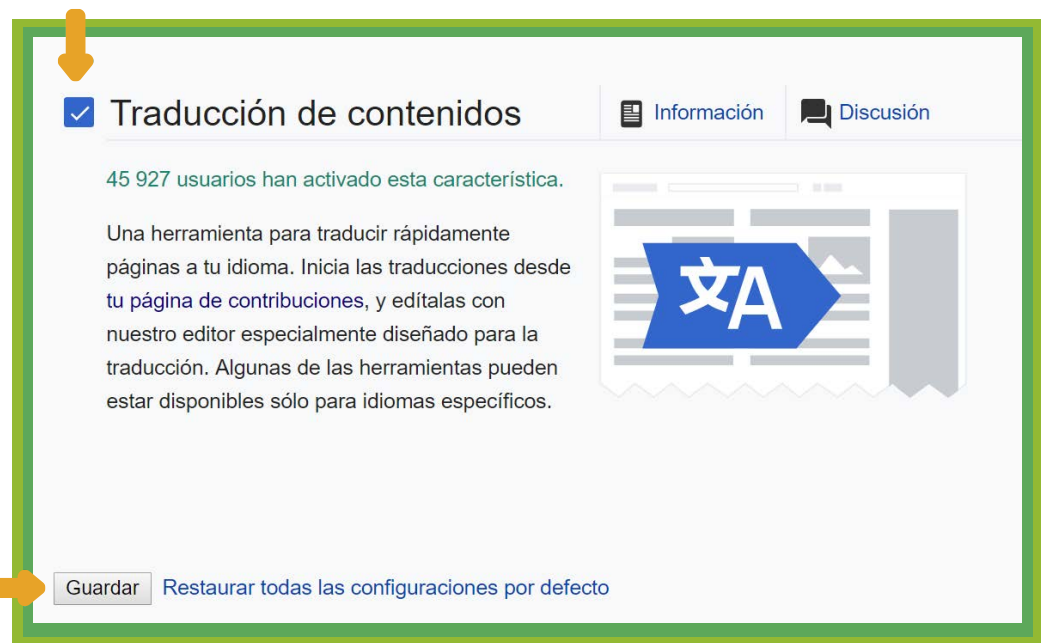 Traducción de contenidos
Información
Discusión
45 927 usuarios han activado esta característica.
Una herramienta para traducir rápidamente
páginas a tu idioma. Inicia las traducciones desde
tu página de contribuciones, y edítalas con
nuestro editor especialmente diseñado para la
traducción. Algunas de las herramientas pueden
estar disponibles sólo para idiomas específicos.
文A
Guardar
Restaurar todas las configuraciones por defecto